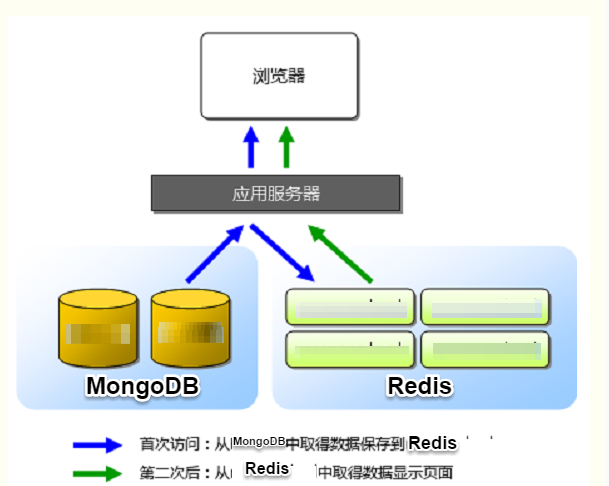 浏览器
应用服务器
MongoDB
Redis
首次访问：从MongoDB中取得数据保存到Redis
第二次后：从Redis中取得数据显示页面